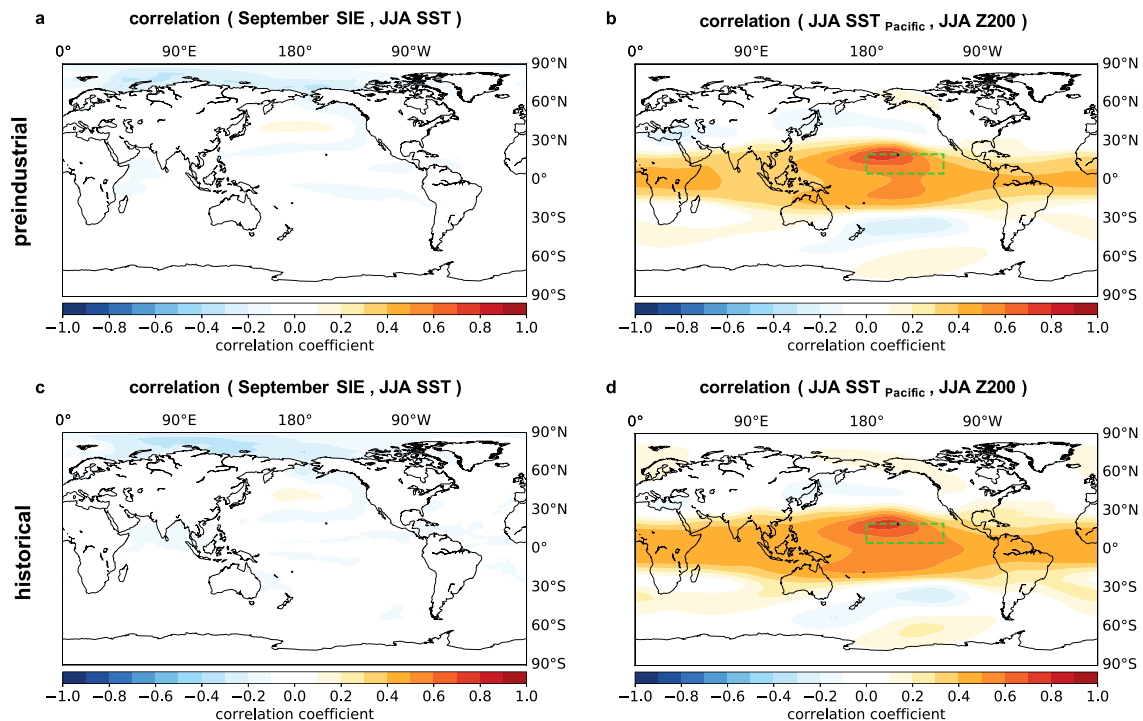 a correlation ( September SIE , JJA SST )
0° 90°E 180° 90°W
90°N
60°N
30°N
0°
30°S
60°S
90°S
preindustrial
−1.0 −0.8 −0.6 −0.4 −0.2 0.0 0.2 0.4 0.6 0.8 1.0
correlation coefficient
b correlation ( JJA SST Pacific , JJA Z200 )
0° 90°E 180° 90°W
90°N
60°N
30°N
0°
30°S
60°S
90°S
−1.0 −0.8 −0.6 −0.4 −0.2 0.0 0.2 0.4 0.6 0.8 1.0
correlation coefficient
c correlation ( September SIE , JJA SST )
0° 90°E 180° 90°W
90°N
60°N
30°N
0°
30°S
60°S
90°S
historical
−1.0 −0.8 −0.6 −0.4 −0.2 0.0 0.2 0.4 0.6 0.8 1.0
correlation coefficient
d correlation ( JJA SST Pacific , JJA Z200 )
0° 90°E 180° 90°W
90°N
60°N
30°N
0°
30°S
60°S
90°S
−1.0 −0.8 −0.6 −0.4 −0.2 0.0 0.2 0.4 0.6 0.8 1.0
correlation coefficient